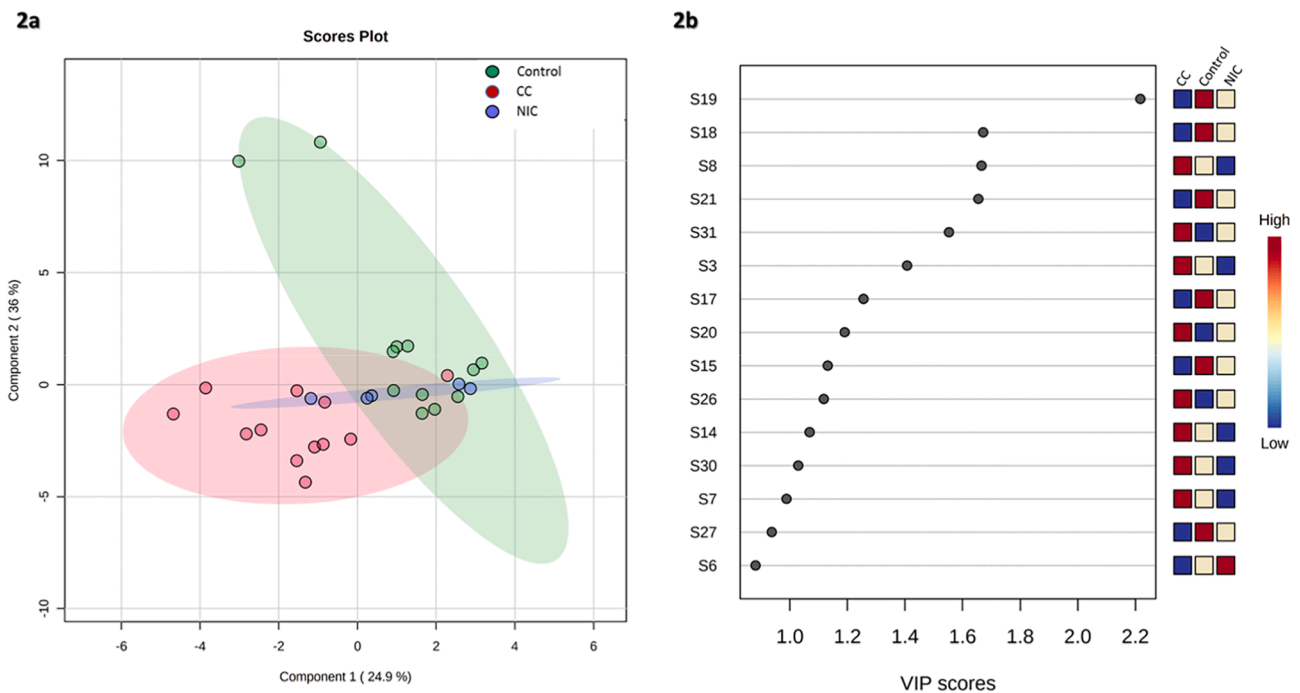 2a
Scores Plot
Control
CC
NIC
10
5
0
-5
-10
Component 2 ( 36 %)
-6
-4
-2
0
2
4
6
Component 1 ( 24.9 %)
2b
CC
Control
NIC
S19
S18
S8
S21
S31
S3
S17
S20
S15
S26
S14
S30
S7
S27
S6
High
Low
1.0
1.2
1.4
1.6
1.8
2.0
2.2
VIP scores